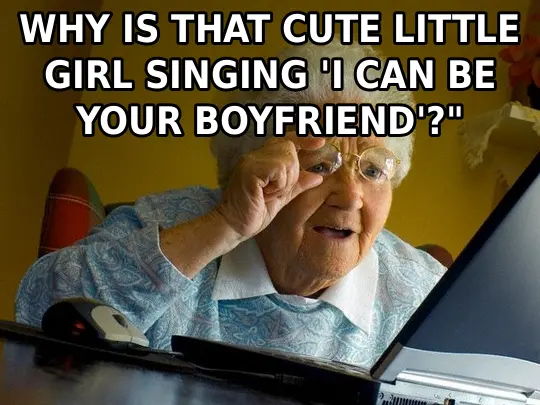 WHY IS THAT CUTE LITTLE
GIRL SINGING 'I CAN BE
YOUR BOYFRIEND'?"